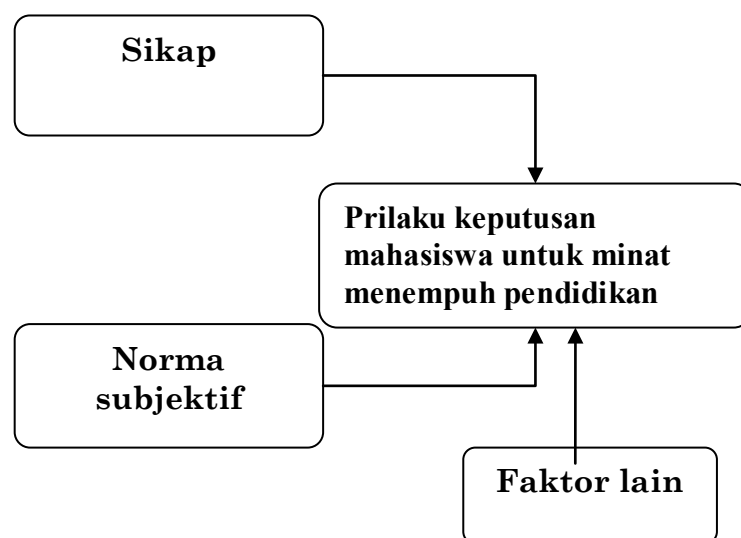 Sikap
Prilaku keputusan
mahasiswa untuk minat
menempuh pendidikan
Norma
subjektif
Faktor lain